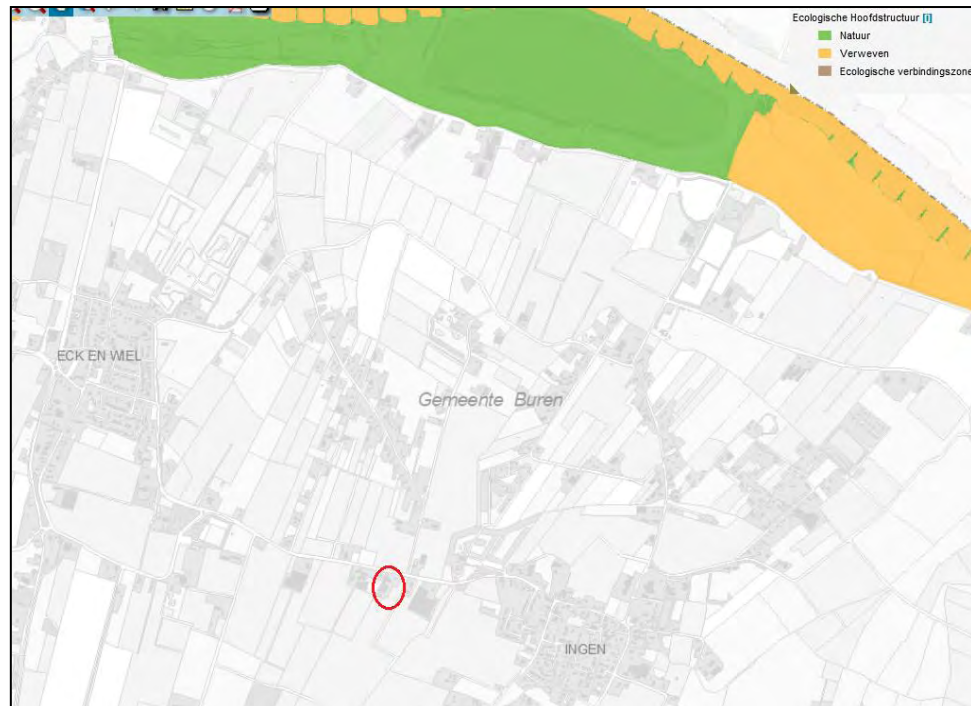 Ecologische Hoofdstructuur [i]
Natuur
Verweven
Ecologische verbindingszone
ECK EN WIEL
Gemeente Buren
INGEN